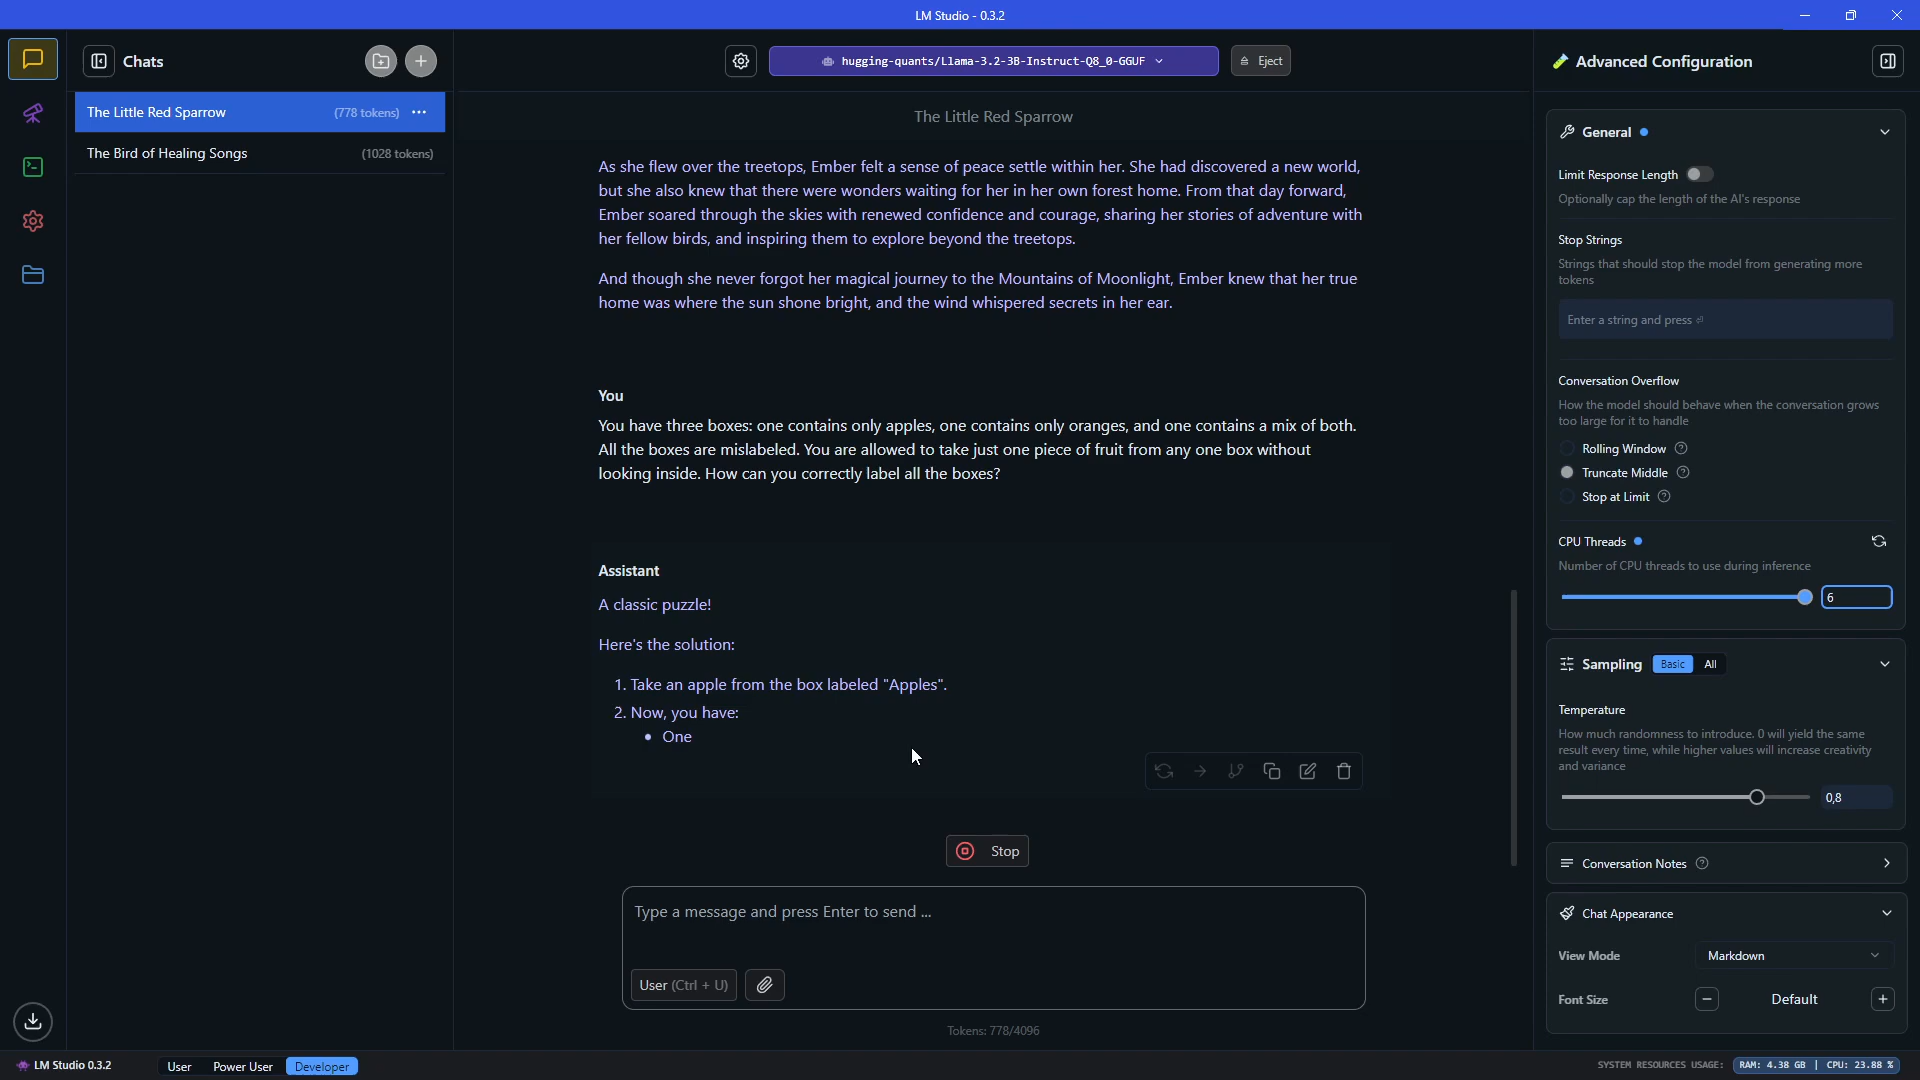 LM Studio - 0.3.2
Chats
hugging-quants/Llama-3.2-3B-Instruct-Q8_0-GGUF
Eject
Advanced Configuration
The Little Red Sparrow (778 tokens)
The Bird of Healing Songs (1028 tokens)
The Little Red Sparrow
As she flew over the treetops, Ember felt a sense of peace settle within her. She had discovered a new world,
but she also knew that there were wonders waiting for her in her own forest home. From that day forward,
Ember soared through the skies with renewed confidence and courage, sharing her stories of adventure with
her fellow birds, and inspiring them to explore beyond the treetops.
And though she never forgot her magical journey to the Mountains of Moonlight, Ember knew that her true
home was where the sun shone bright, and the wind whispered secrets in her ear.
You
You have three boxes: one contains only apples, one contains only oranges, and one contains a mix of both.
All the boxes are mislabeled. You are allowed to take just one piece of fruit from any one box without
looking inside. How can you correctly label all the boxes?
Assistant
A classic puzzle!
Here's the solution:
1. Take an apple from the box labeled "Apples".
2. Now, you have:
• One
Stop
Type a message and press Enter to send ...
User (Ctrl + U)
Tokens: 778/4096
General
Limit Response Length
Optionally cap the length of the AI's response
Stop Strings
Strings that should stop the model from generating more
tokens
Enter a string and press ⏎
Conversation Overflow
How the model should behave when the conversation grows
too large for it to handle
Rolling Window
Truncate Middle
Stop at Limit
CPU Threads
Number of CPU threads to use during inference
6
Sampling Basic All
Temperature
How much randomness to introduce. 0 will yield the same
result every time, while higher values will increase creativity
and variance
0,8
Conversation Notes
Chat Appearance
View Mode Markdown
Font Size Default
LM Studio 0.3.2
User Power User Developer
SYSTEM RESOURCES USAGE: RAM: 4.38 GB | CPU: 23.88 %